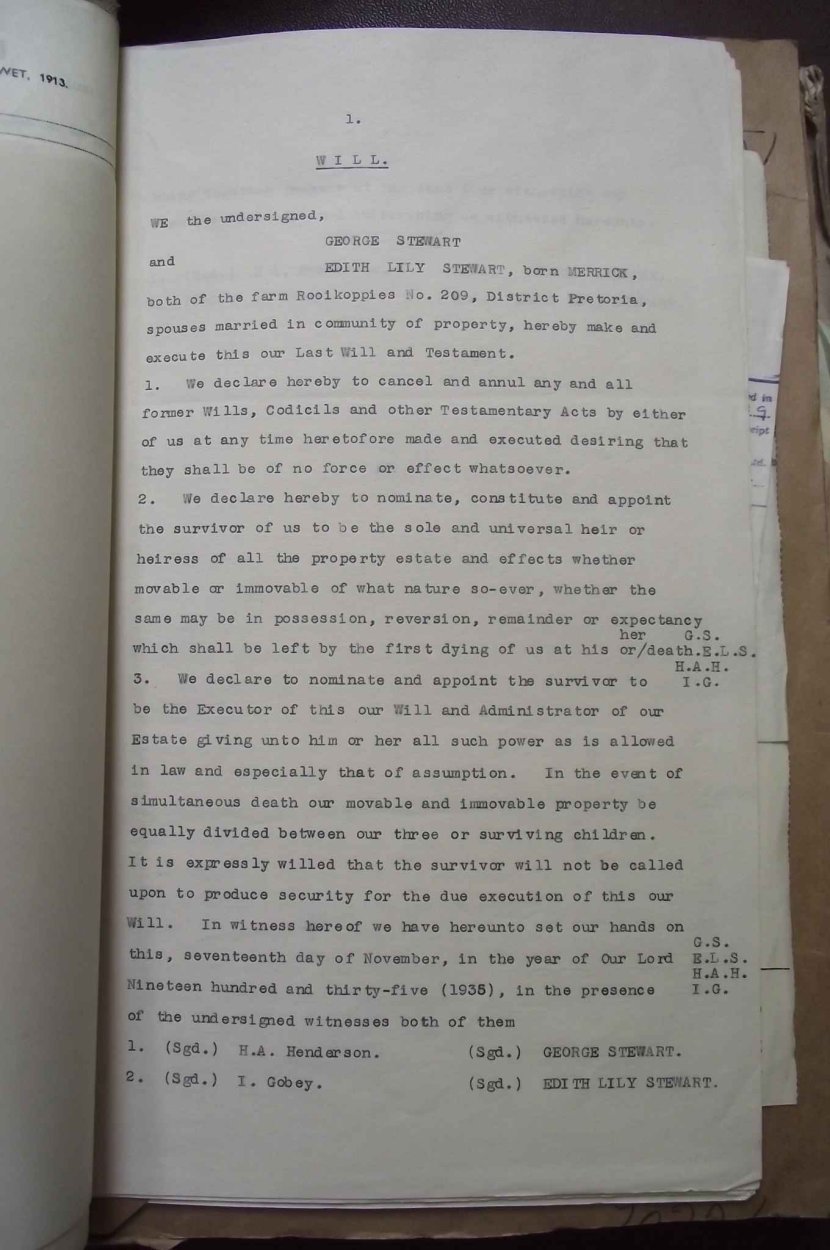 WET, 1913.
1.
W I L L.
WE the undersigned,
GEORGE STEWART
and
EDITH LILY STEWART, born MERRICK,
both of the farm Rooikoppies No. 209, District Pretoria,
spouses married in community of property, hereby make and
execute this our Last Will and Testament.
1. We declare hereby to cancel and annul any and all
former Wills, Codicils and other Testamentary Acts by either
of us at any time heretofore made and executed desiring that
they shall be of no force or effect whatsoever.
2. We declare hereby to nominate, constitute and appoint
the survivor of us to be the sole and universal heir or
heiress of all the property estate and effects whether
movable or immovable of what nature so-ever, whether the
same may be in possession, reversion, remainder or expectancy
her G.S.
which shall be left by the first dying of us at his or/death.E.L.S.
H.A.H.
3. We declare to nominate and appoint the survivor to I.G.
be the Executor of this our Will and Administrator of our
Estate giving unto him or her all such power as is allowed
in law and especially that of assumption. In the event of
simultaneous death our movable and immovable property be
equally divided between our three or surviving children.
It is expressly willed that the survivor will not be called
upon to produce security for the due execution of this our
Will. In witness hereof we have hereunto set our hands on
G.S.
this, seventeenth day of November, in the year of Our Lord E.L.S.
H.A.H.
Nineteen hundred and thirty-five (1935), in the presence I.G.
of the undersigned witnesses both of them
1. (Sgd.) H.A. Henderson. (Sgd.) GEORGE STEWART.
2. (Sgd.) I. Gobey. (Sgd.) EDITH LILY STEWART.